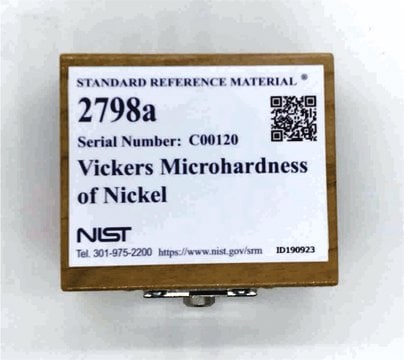 STANDARD REFERENCE MATERIAL ®
2798a
Serial Number: C00120
Vickers Microhardness
of Nickel
NIST
Tel. 301-975-2200 https://www.nist.gov/srm ID190923